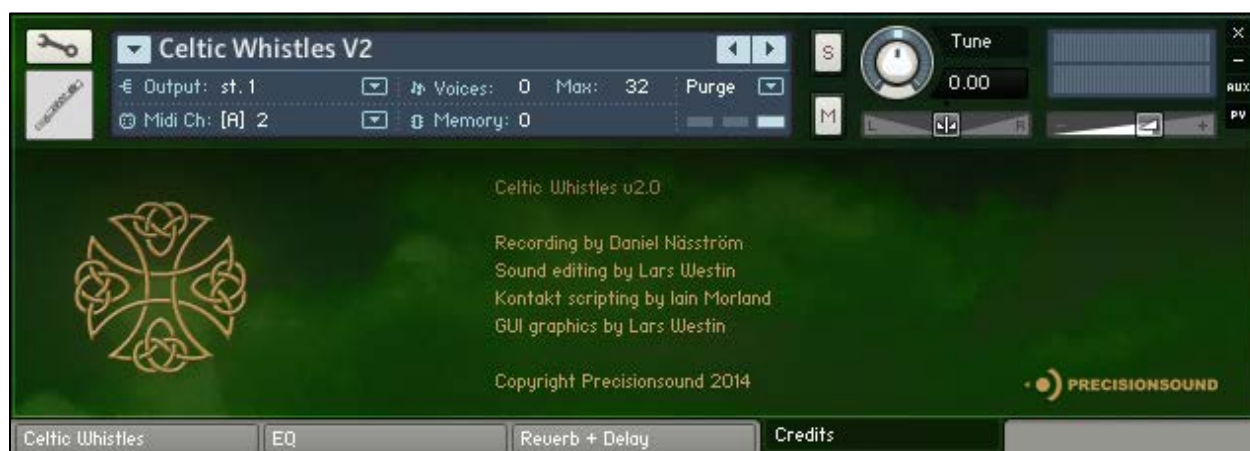 Celtic Whistles V2
S
Tune
×
Output: st. 1
Voices: 0 Max: 32 Purge
0.00
AUX
Midi Ch: [A] 2
Memory: 0
M
L R
- +
PV
Celtic Whistles v2.0
Recording by Daniel Näsström
Sound editing by Lars Westin
Kontakt scripting by Iain Morland
GUI graphics by Lars Westin
Copyright Precisionsound 2014
PRECISIONSOUND
Celtic Whistles
EQ
Reverb + Delay
Credits